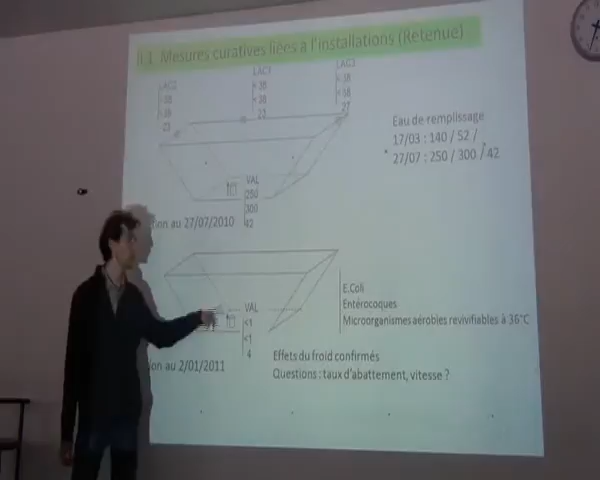 II.1 Mesures curatives liées à l'installations (Retenue)
LAC2
< 38
< 38
23
LAC1
< 38
< 38
23
LAC3
< 38
< 38
27
Eau de remplissage
17/03 : 140 / 52 /
27/07 : 250 / 300 / 42
VAL
250
300
42
au 27/07/2010
E.Coli
Entérocoques
Microorganismes aérobies revivifiables à 36°C
VAL
<1
<1
4
au 2/01/2011
Effets du froid confirmés
Questions : taux d'abattement, vitesse ?